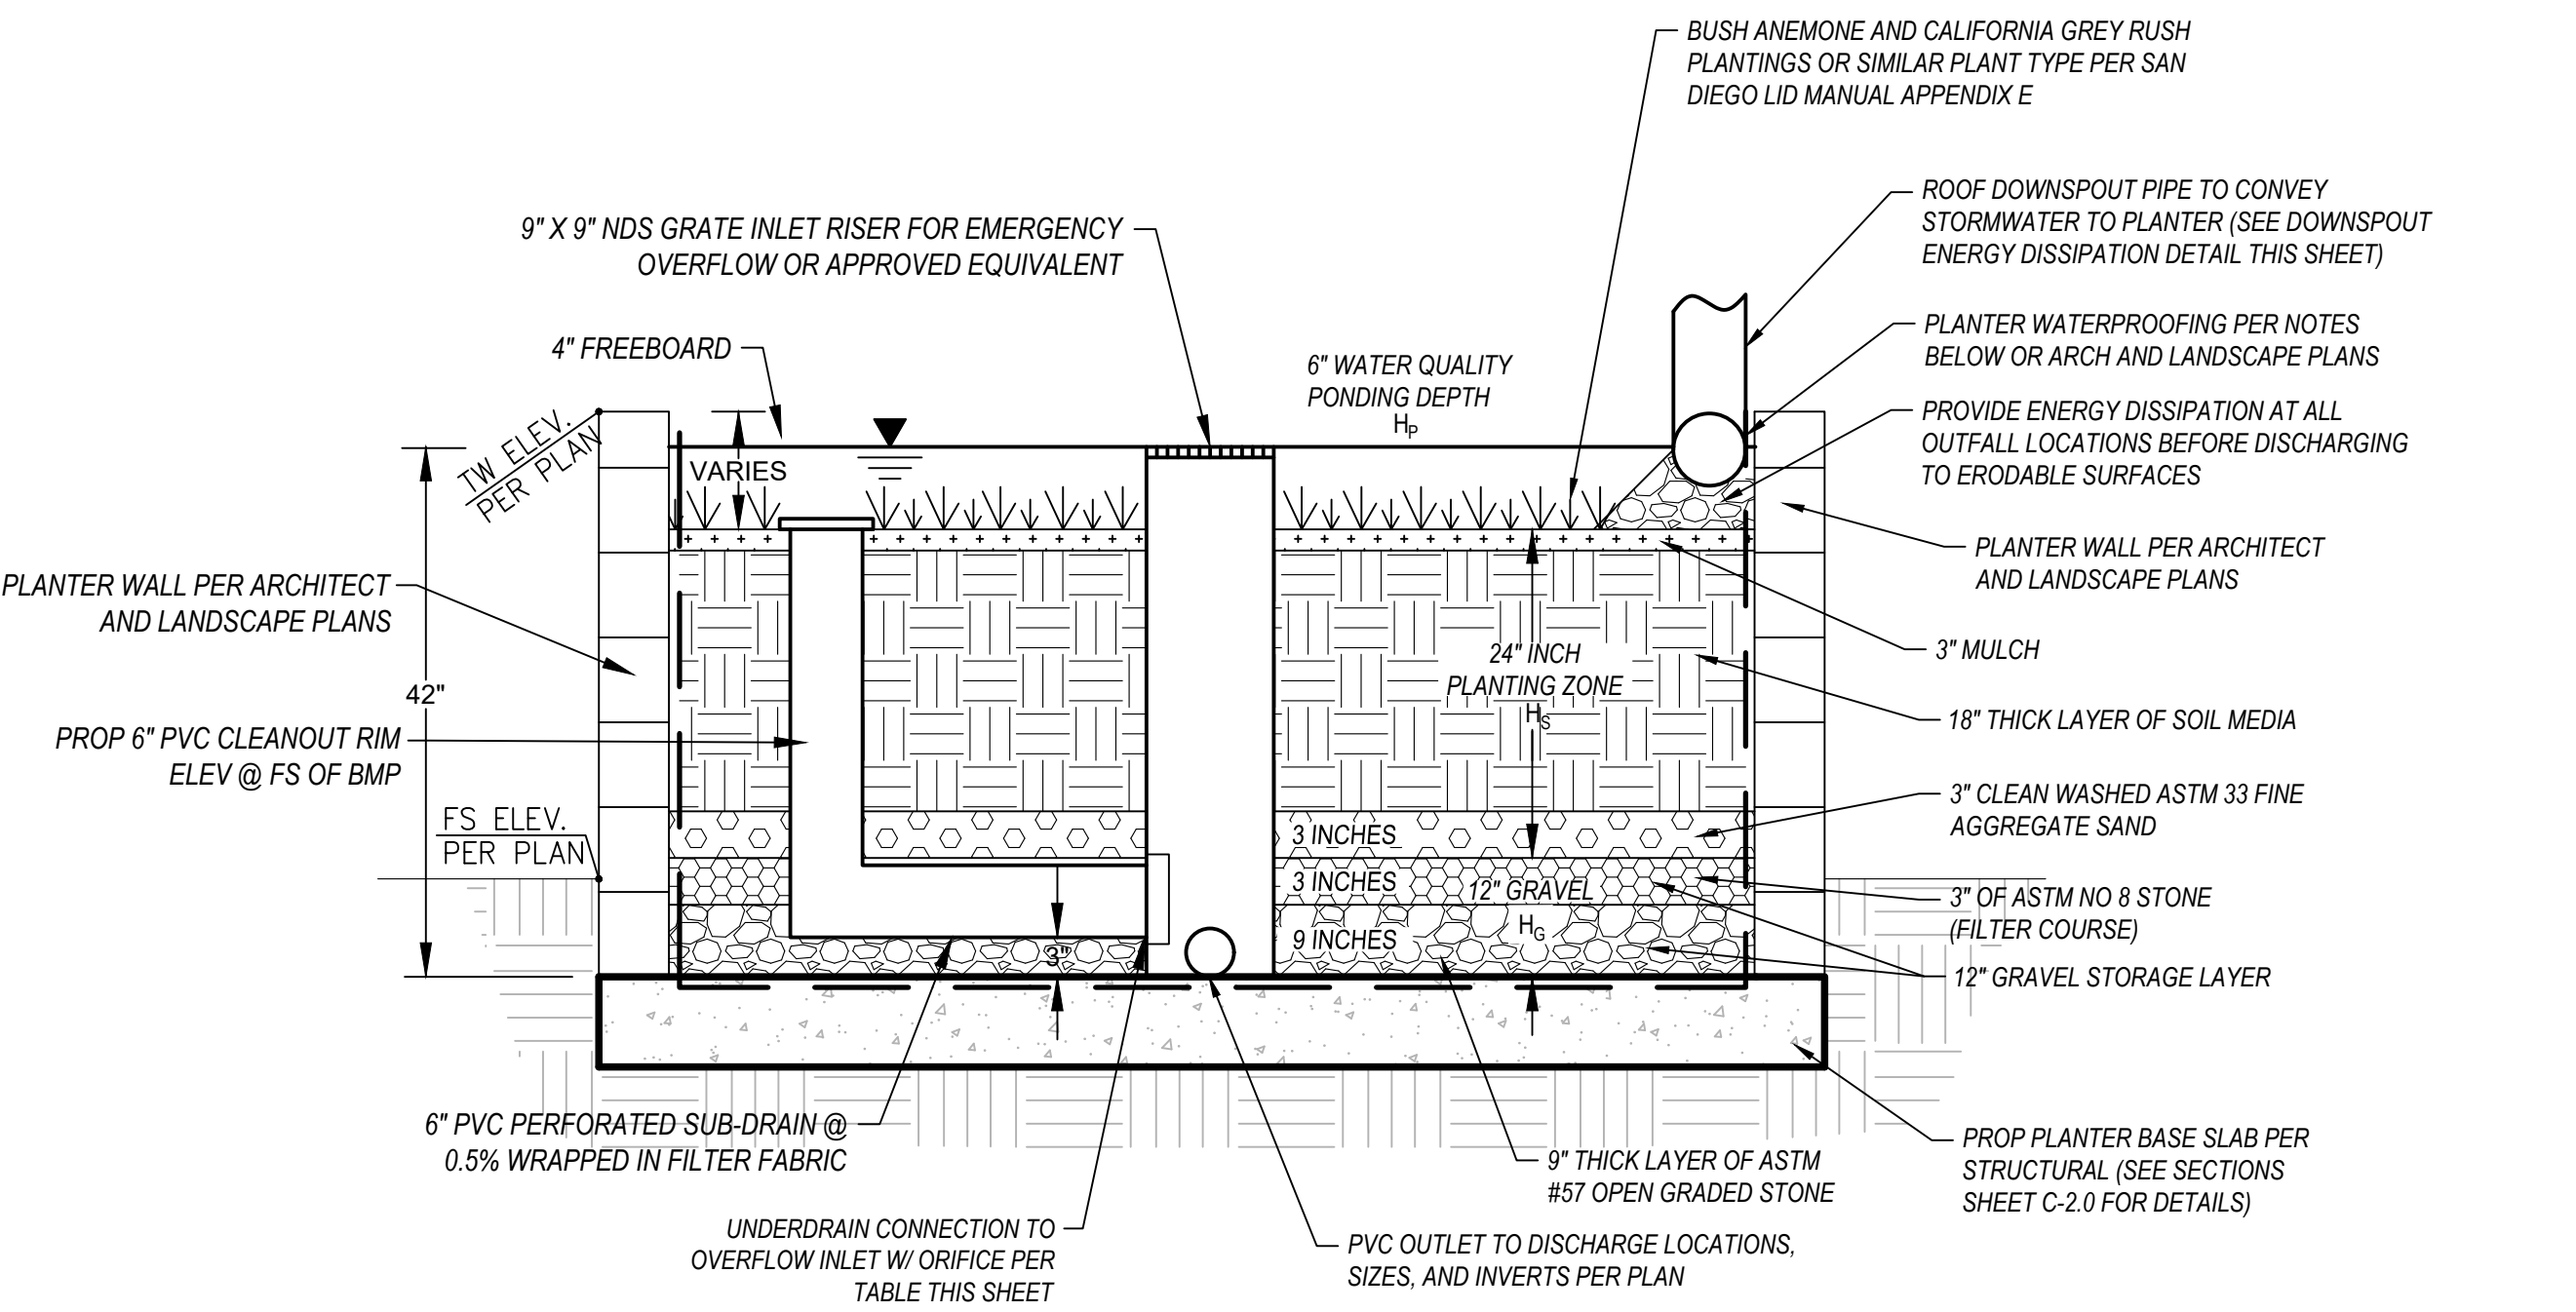 BUSH ANEMONE AND CALIFORNIA GREY RUSH
PLANTINGS OR SIMILAR PLANT TYPE PER SAN
DIEGO LID MANUAL APPENDIX E
ROOF DOWNSPOUT PIPE TO CONVEY
STORMWATER TO PLANTER (SEE DOWNSPOUT
ENERGY DISSIPATION DETAIL THIS SHEET)
9" X 9" NDS GRATE INLET RISER FOR EMERGENCY
OVERFLOW OR APPROVED EQUIVALENT
4" FREEBOARD
6" WATER QUALITY
PONDING DEPTH
HP
PLANTER WATERPROOFING PER NOTES
BELOW OR ARCH AND LANDSCAPE PLANS
PROVIDE ENERGY DISSIPATION AT ALL
OUTFALL LOCATIONS BEFORE DISCHARGING
TO ERODABLE SURFACES
TW ELEV.
PER PLAN
VARIES
PLANTER WALL PER ARCHITECT
AND LANDSCAPE PLANS
PLANTER WALL PER ARCHITECT
AND LANDSCAPE PLANS
3" MULCH
24" INCH
PLANTING ZONE
HS
42"
18" THICK LAYER OF SOIL MEDIA
PROP 6" PVC CLEANOUT RIM
ELEV @ FS OF BMP
3" CLEAN WASHED ASTM 33 FINE
AGGREGATE SAND
FS ELEV.
PER PLAN
3 INCHES
3 INCHES
12" GRAVEL
HG
9 INCHES
3"
3" OF ASTM NO 8 STONE
(FILTER COURSE)
12" GRAVEL STORAGE LAYER
6" PVC PERFORATED SUB-DRAIN @
0.5% WRAPPED IN FILTER FABRIC
9" THICK LAYER OF ASTM
#57 OPEN GRADED STONE
PROP PLANTER BASE SLAB PER
STRUCTURAL (SEE SECTIONS
SHEET C-2.0 FOR DETAILS)
UNDERDRAIN CONNECTION TO
OVERFLOW INLET W/ ORIFICE PER
TABLE THIS SHEET
PVC OUTLET TO DISCHARGE LOCATIONS,
SIZES, AND INVERTS PER PLAN